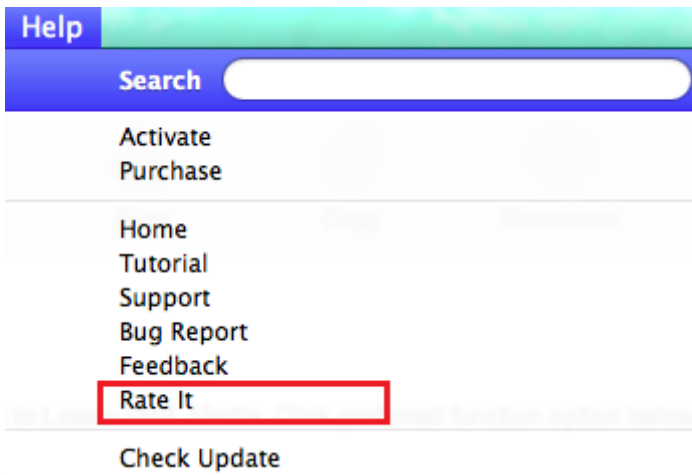 Help
Search
Activate
Purchase
Home
Tutorial
Support
Bug Report
Feedback
Rate It
Check Update